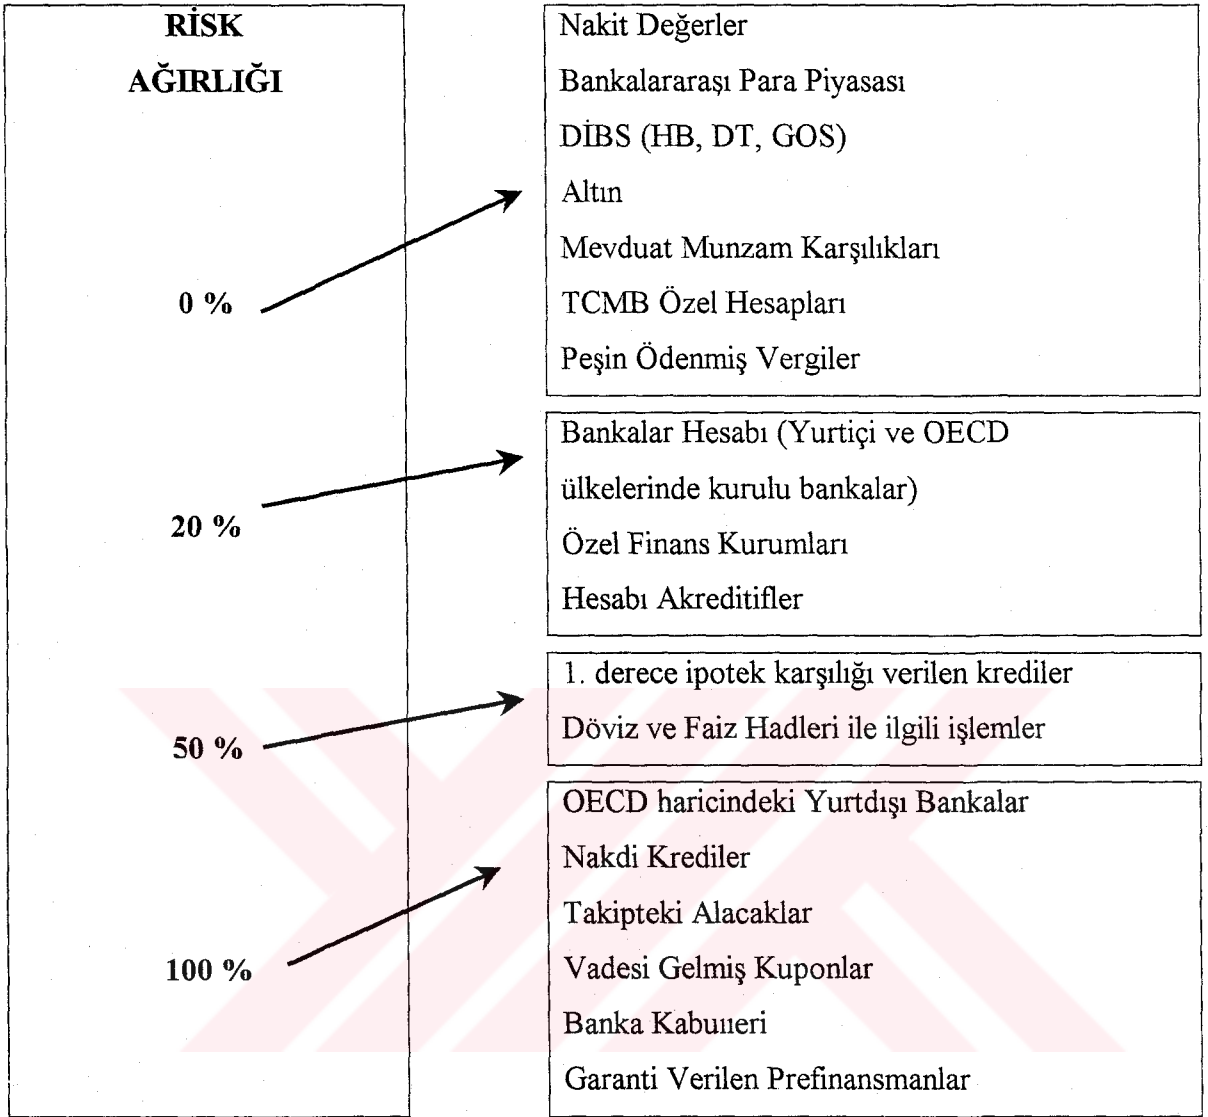 RİSK
AĞIRLIĞI
0 %
20 %
50 %
100 %
Nakit Değerler
Bankalararaşı Para Piyasası
DİBS (HB, DT, GOS)
Altın
Mevduat Munzam Karşılıkları
TCMB Özel Hesapları
Peşin Ödenmiş Vergiler
Bankalar Hesabı (Yurtiçi ve OECD
ülkelerinde kurulu bankalar)
Özel Finans Kurumları
Hesabı Akreditifler
1. derece ipotek karşılığı verilen krediler
Döviz ve Faiz Hadleri ile ilgili işlemler
OECD haricindeki Yurtdışı Bankalar
Nakdi Krediler
Takipteki Alacaklar
Vadesi Gelmiş Kuponlar
Banka Kabulleri
Garanti Verilen Prefinansmanlar